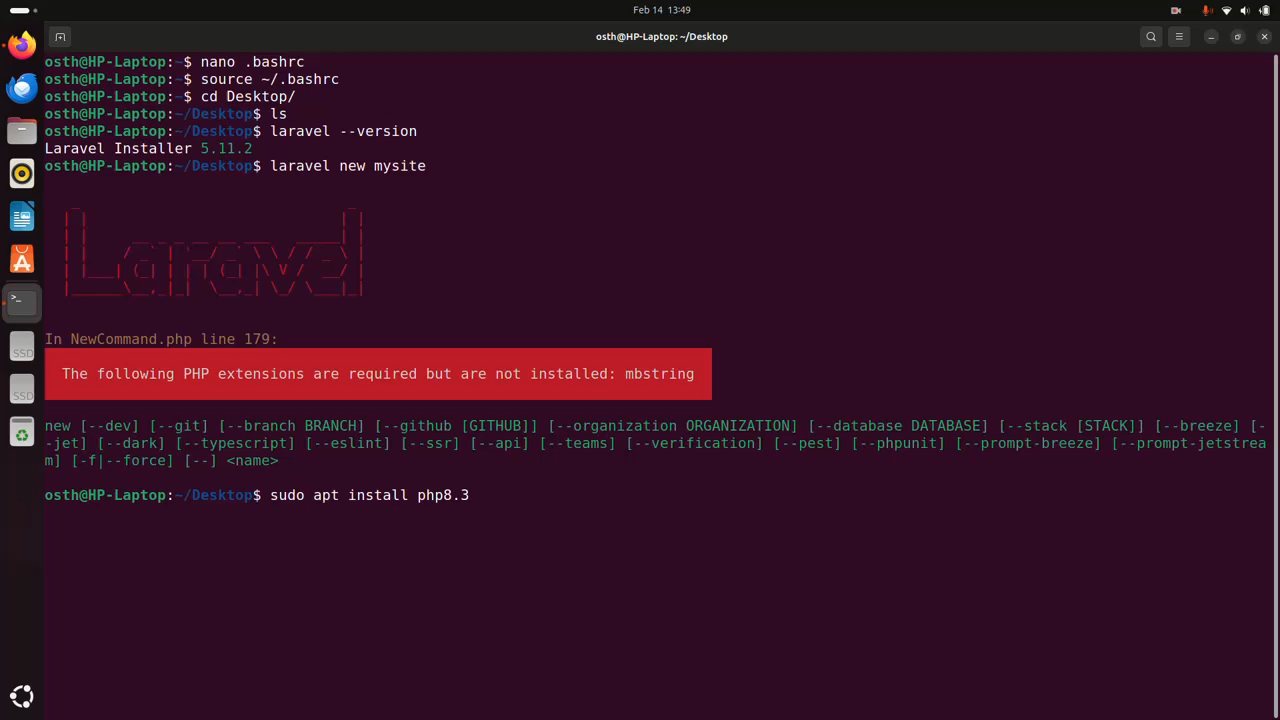 Feb 14 13:49
osth@HP-Laptop: ~/Desktop
osth@HP-Laptop:~$ nano .bashrc
osth@HP-Laptop:~$ source ~/.bashrc
osth@HP-Laptop:~$ cd Desktop/
osth@HP-Laptop:~/Desktop$ ls
osth@HP-Laptop:~/Desktop$ laravel --version
Laravel Installer 5.11.2
osth@HP-Laptop:~/Desktop$ laravel new mysite
Laravel
In NewCommand.php line 179:
The following PHP extensions are required but are not installed: mbstring
new [--dev] [--git] [--branch BRANCH] [--github [GITHUB]] [--organization ORGANIZATION] [--database DATABASE] [--stack [STACK]] [--breeze] [-
-jet] [--dark] [--typescript] [--eslint] [--ssr] [--api] [--teams] [--verification] [--pest] [--phpunit] [--prompt-breeze] [--prompt-jetstrea
m] [-f|--force] [--] <name>
osth@HP-Laptop:~/Desktop$ sudo apt install php8.3
SSD
SSD